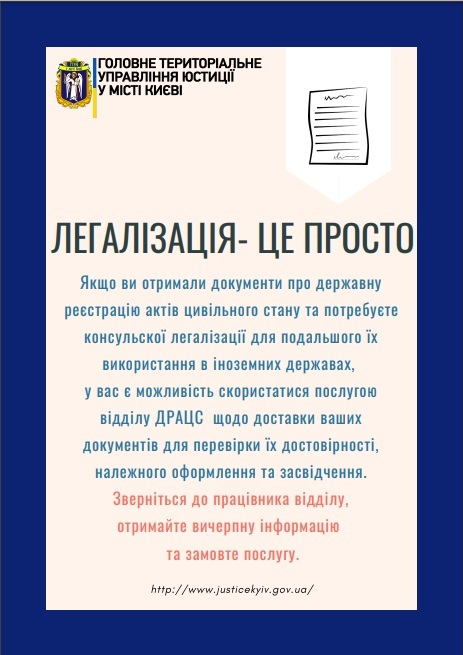 ГОЛОВНЕ ТЕРИТОРІАЛЬНЕ
УПРАВЛІННЯ ЮСТИЦІЇ
У МІСТІ КИЄВІ
ЛЕГАЛІЗАЦІЯ- ЦЕ ПРОСТО
Якщо ви отримали документи про державну
реєстрацію актів цивільного стану та потребуєте
консульскої легалізації для подальшого їх
використання в іноземних державах,
у вас є можливість скористатися послугою
відділу ДРАЦС щодо доставки ваших
документів для перевірки їх достовірності,
належного оформлення та засвідчення.
Зверніться до працівника відділу,
отримайте вичерпну інформацію
та замовте послугу.
http://www.justicekyiv.gov.ua/